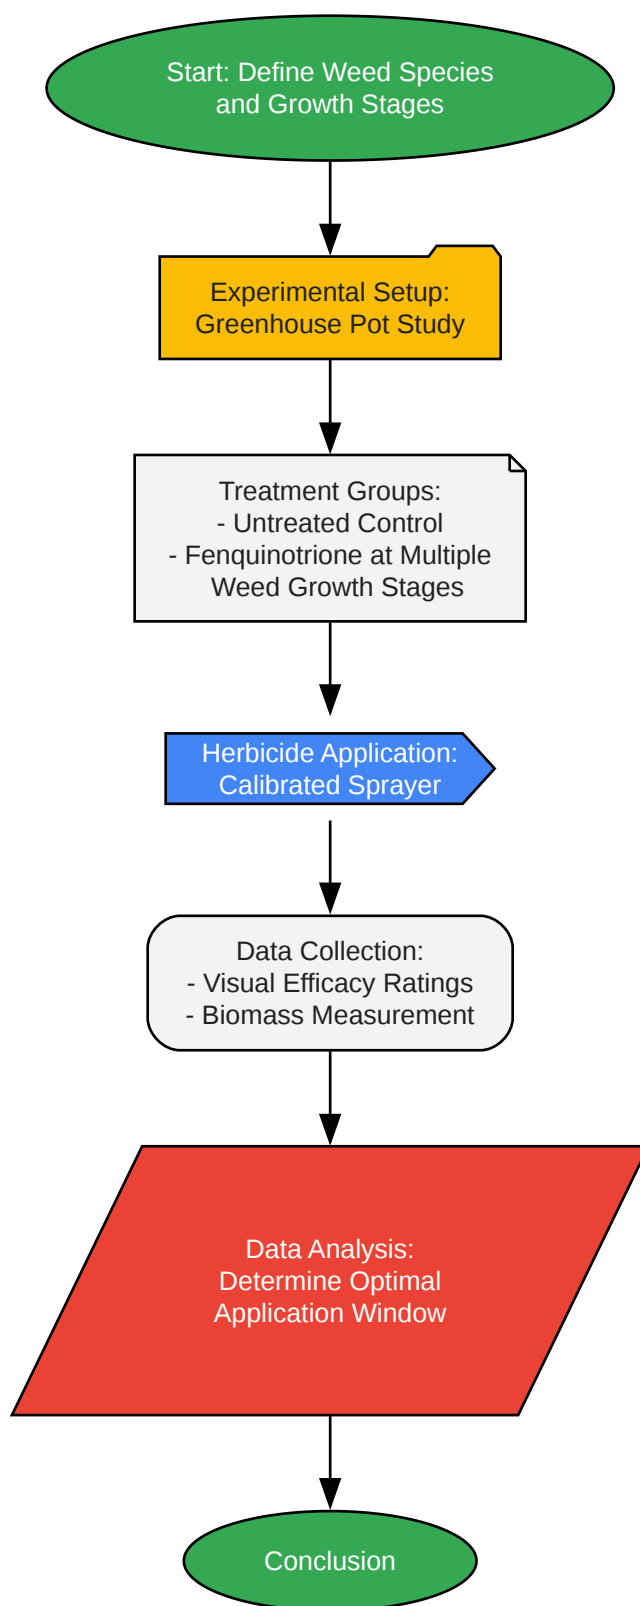 Start: Define Weed Species
and Growth Stages
Experimental Setup:
Greenhouse Pot Study
Treatment Groups:
- Untreated Control
- Fenquinotrione at Multiple
Weed Growth Stages
Herbicide Application:
Calibrated Sprayer
Data Collection:
- Visual Efficacy Ratings
- Biomass Measurement
Data Analysis:
Determine Optimal
Application Window
Conclusion